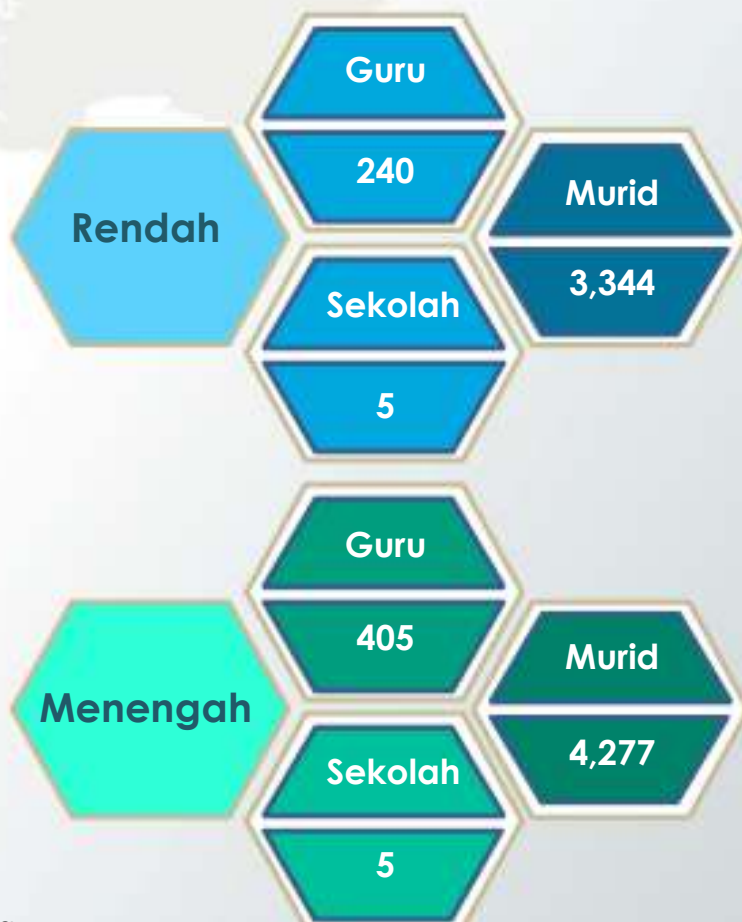 Rendah
Guru
240
Sekolah
5
Murid
3,344
Menengah
Guru
405
Sekolah
5
Murid
4,277